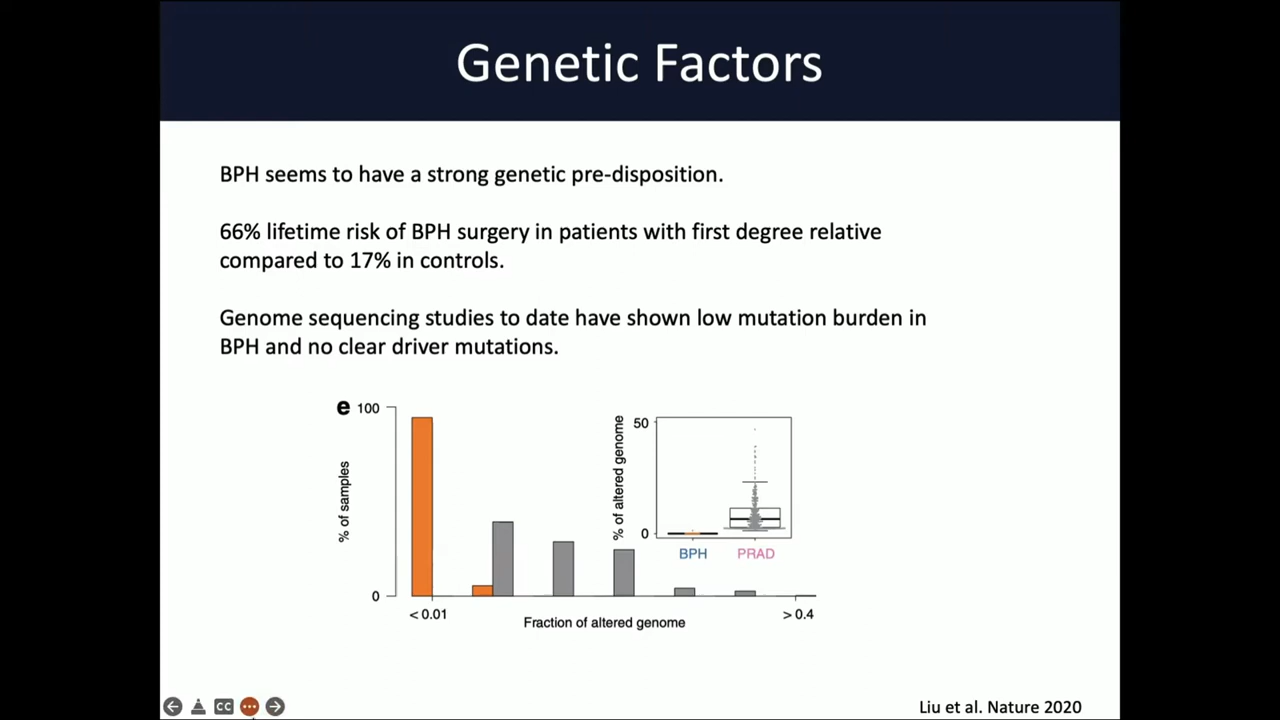 Genetic Factors
BPH seems to have a strong genetic pre-disposition.
66% lifetime risk of BPH surgery in patients with first degree relative
compared to 17% in controls.
Genome sequencing studies to date have shown low mutation burden in
BPH and no clear driver mutations.
e
100
% of samples
0
< 0.01
> 0.4
Fraction of altered genome
50
% of altered genome
0
BPH
PRAD
CC
Liu et al. Nature 2020